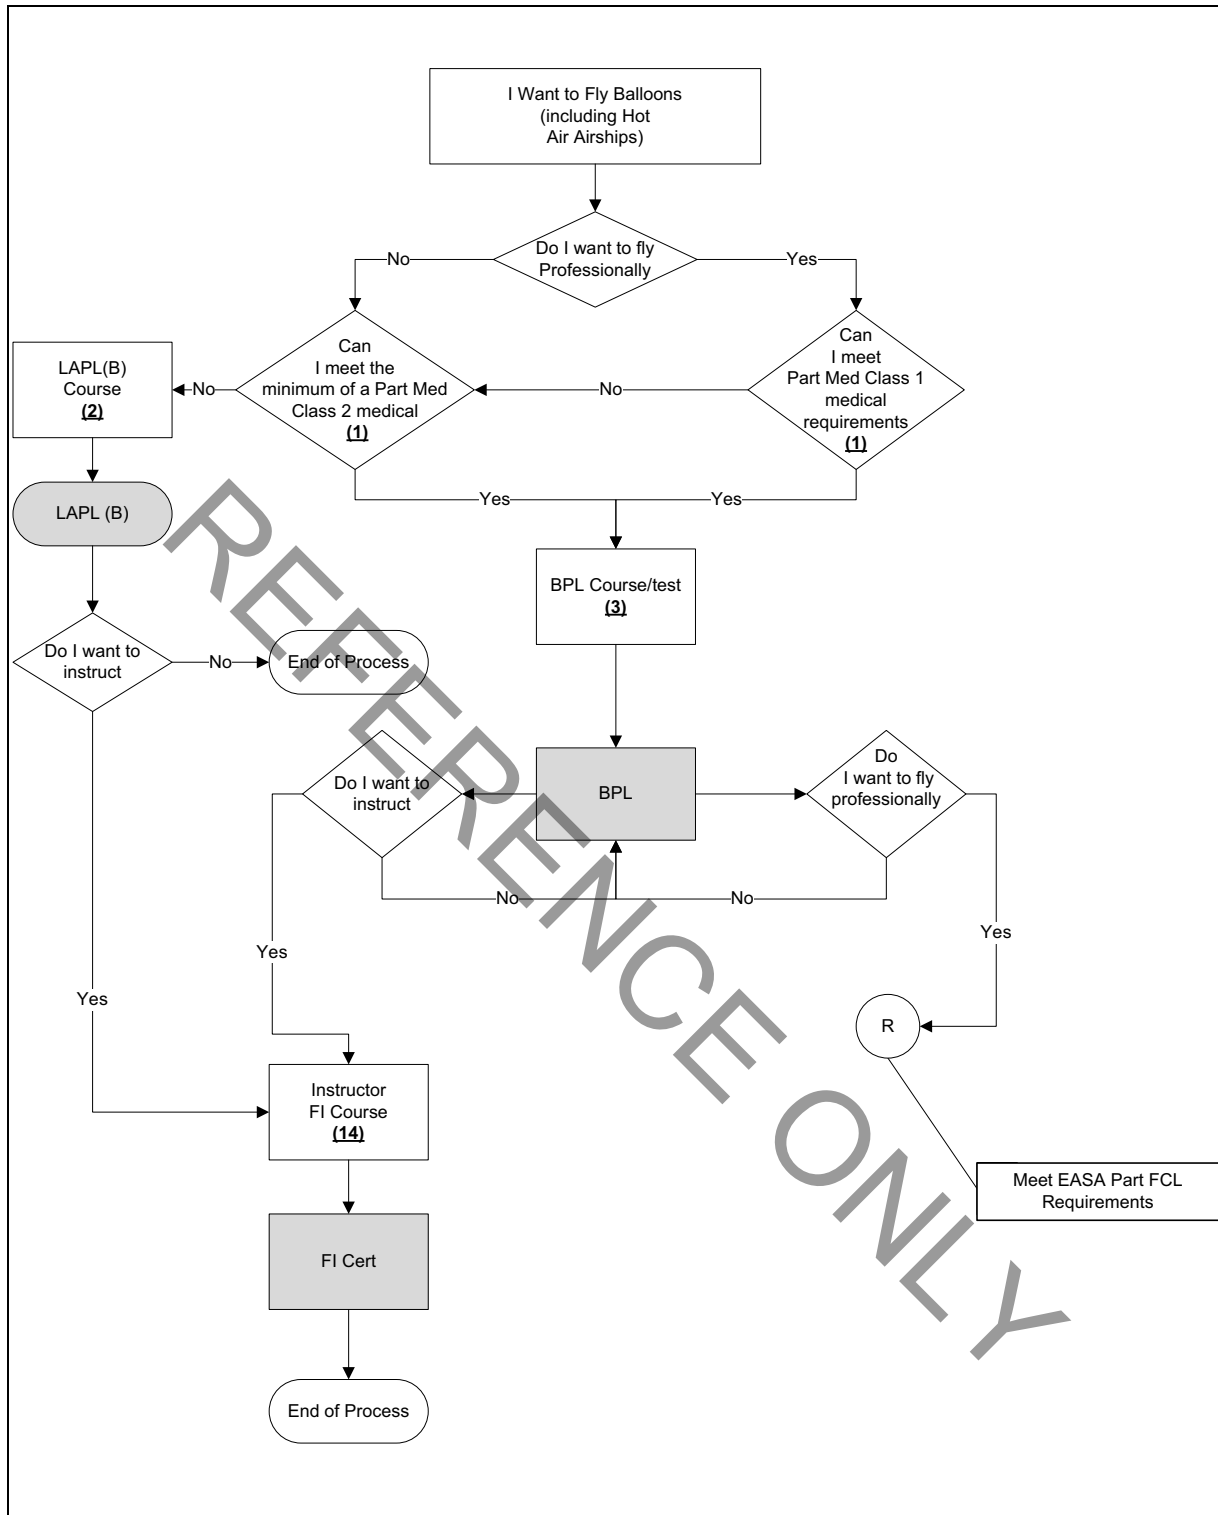 I Want to Fly Balloons
(including Hot
Air Airships)
Do I want to fly
Professionally
No
Yes
Can
I meet the
minimum of a Part Med
Class 2 medical
(1)
Can
I meet
Part Med Class 1
medical
requirements
(1)
LAPL(B)
Course
(2)
No
No
Yes
Yes
LAPL (B)
BPL Course/test
(3)
Do I want to
instruct
No
End of Process
Do I want to
instruct
BPL
Do
I want to fly
professionally
No
No
Yes
Yes
Yes
R
Instructor
FI Course
(14)
Meet EASA Part FCL
Requirements
FI Cert
End of Process
REFERENCE ONLY